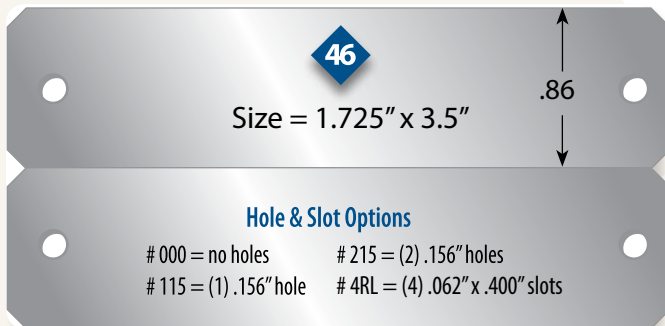 46
Size = 1.725” x 3.5”
.86
Hole & Slot Options
# 000 = no holes # 215 = (2) .156” holes
# 115 = (1) .156” hole # 4RL = (4) .062” x .400” slots